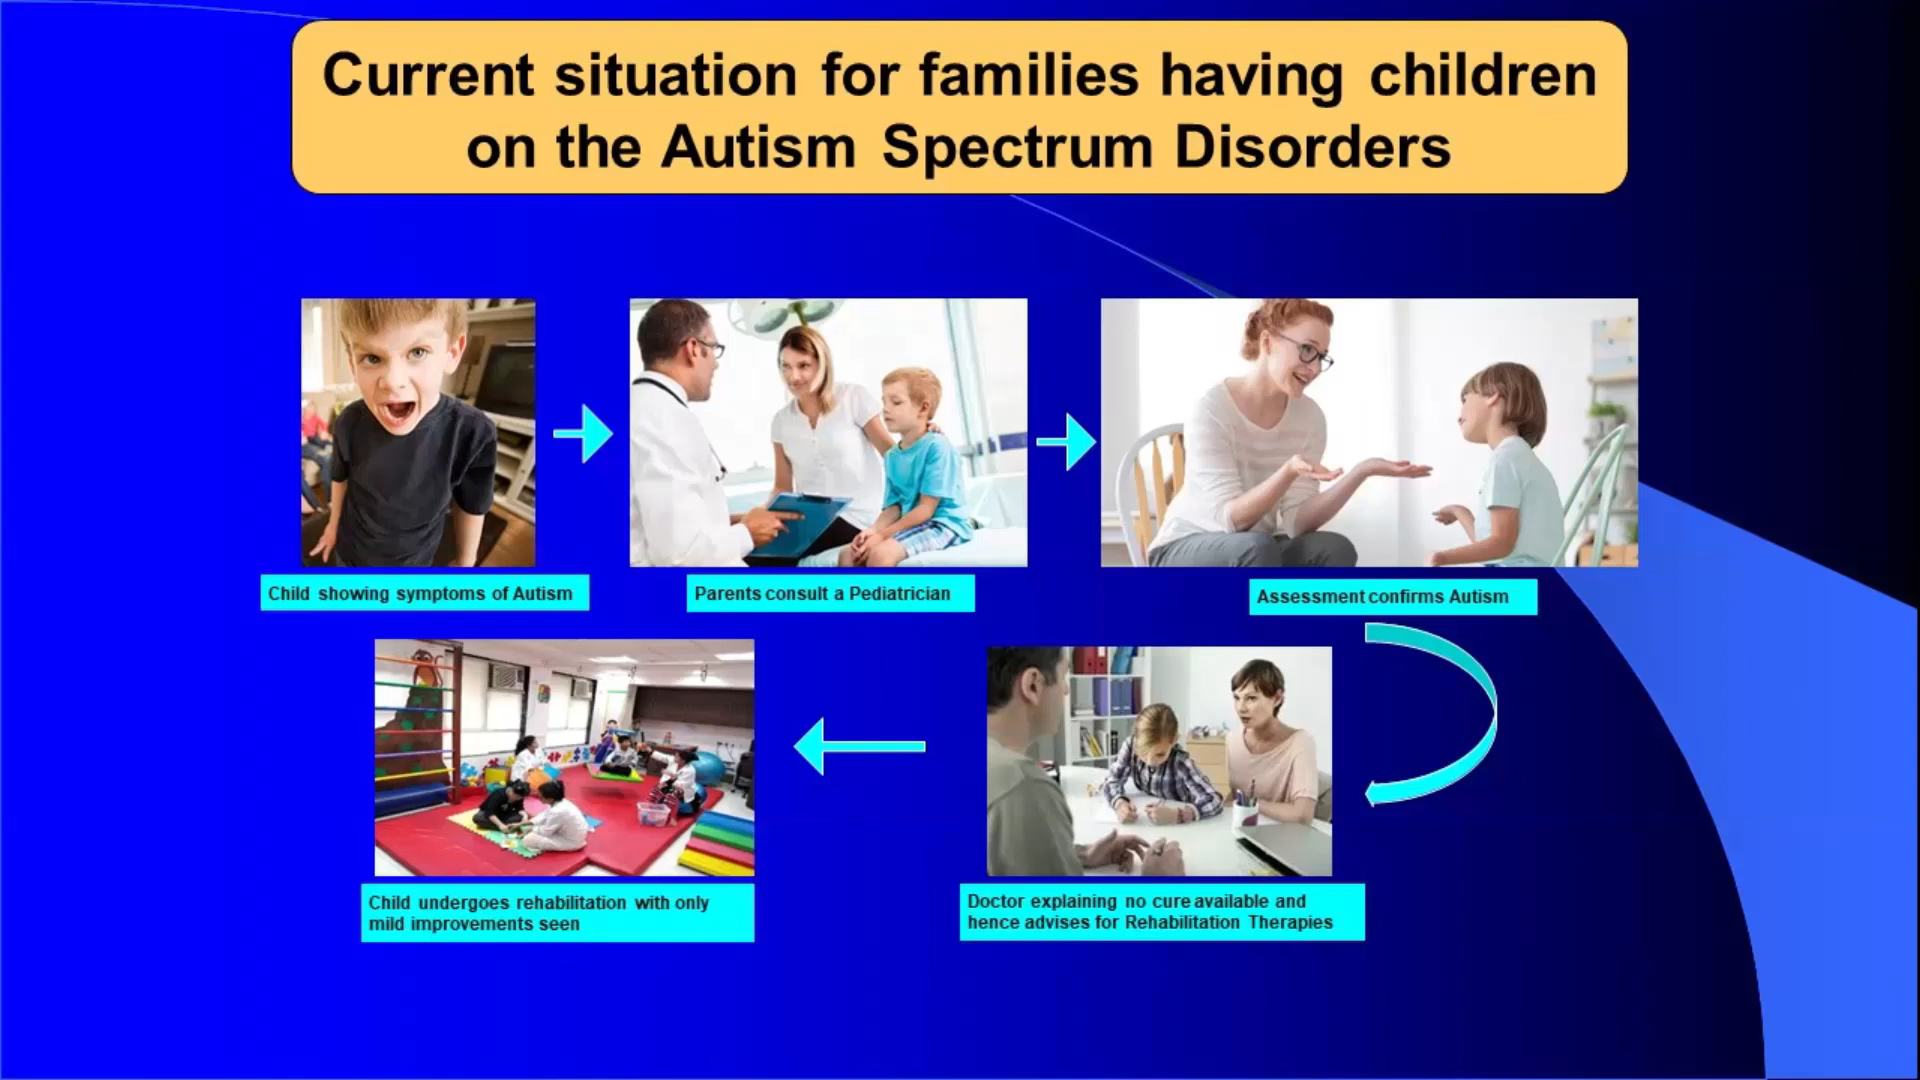 Current situation for families having children
on the Autism Spectrum Disorders
Child showing symptoms of Autism
Parents consult a Pediatrician
Assessment confirms Autism
Doctor explaining no cure available and
hence advises for Rehabilitation Therapies
Child undergoes rehabilitation with only
mild improvements seen